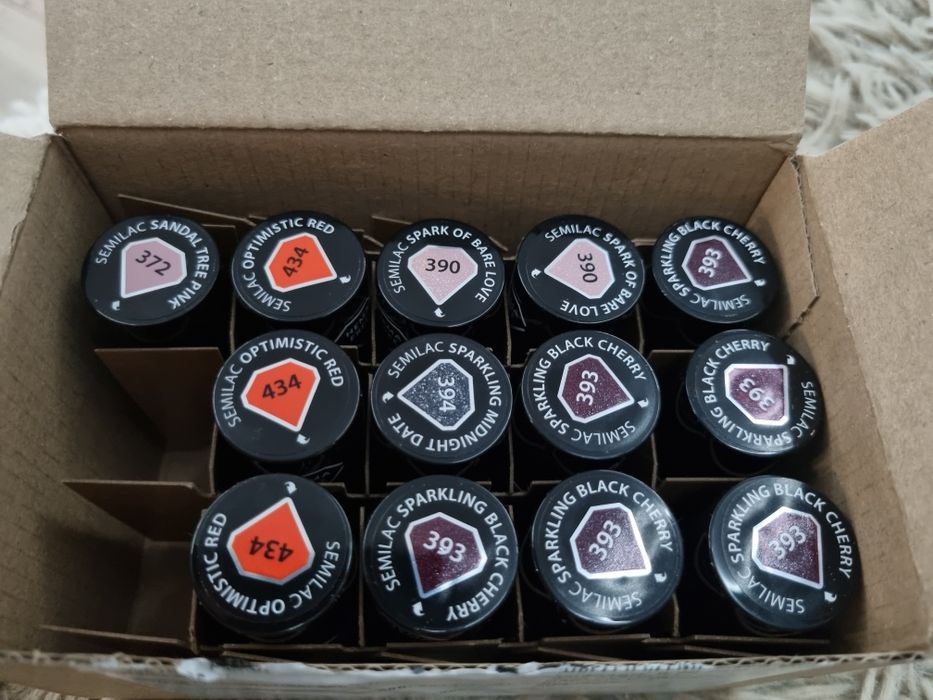 SEMILAC SANDAL TREE PINK
372
SEMILAC OPTIMISTIC RED
434
SEMILAC SPARK OF BARE LOVE
390
SEMILAC SPARK OF BARE LOVE
390
SEMILAC SPARKLING BLACK CHERRY
393
SEMILAC OPTIMISTIC RED
434
SEMILAC SPARKLING MIDNIGHT DATE
394
SEMILAC SPARKLING BLACK CHERRY
393
SEMILAC SPARKLING BLACK CHERRY
393
SEMILAC OPTIMISTIC RED
434
SEMILAC SPARKLING BLACK CHERRY
393
SEMILAC SPARKLING BLACK CHERRY
393
SEMILAC SPARKLING BLACK CHERRY
393